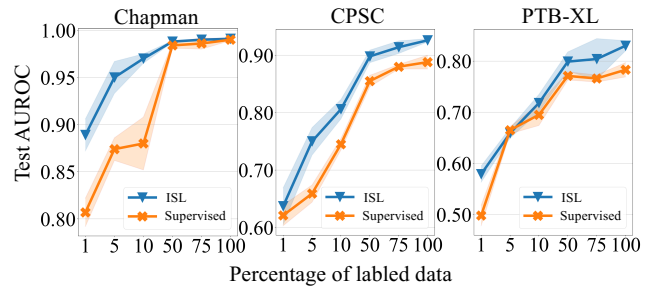 Chapman
CPSC
PTB-XL
Test AUROC
1.00
0.95
0.90
0.85
0.80
ISL
Supervised
1 5 10 50 75 100
0.90
0.80
0.70
0.60
ISL
Supervised
1 5 10 50 75 100
0.80
0.70
0.60
0.50
ISL
Supervised
1 5 10 50 75 100
Percentage of labled data